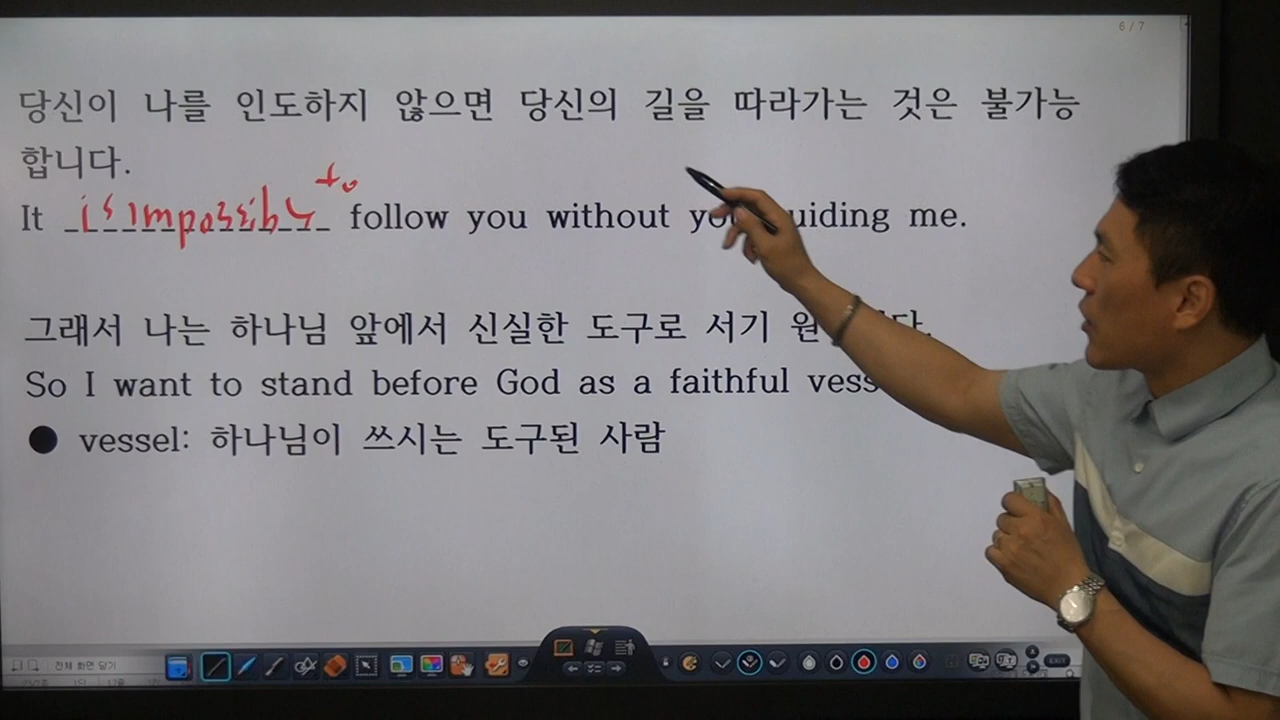 6 / 7
당신이 나를 인도하지 않으면 당신의 길을 따라가는 것은 불가능
합니다.
It is impossible to follow you without guiding me.
그래서 나는 하나님 앞에서 신실한 도구로 서기
So I want to stand before God as a faithful
● vessel: 하나님이 쓰시는 도구된 사람
전체 화면 닫기
EXIT